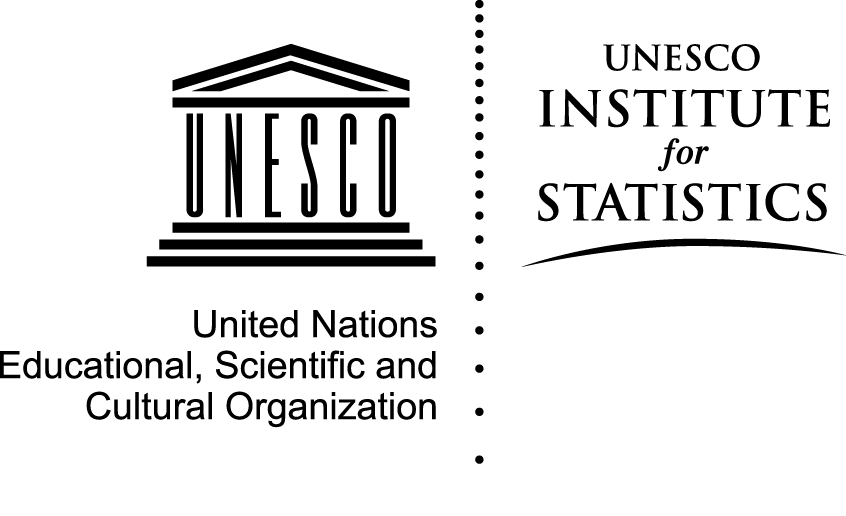 UNESCO
United Nations
Educational, Scientific and
Cultural Organization
UNESCO
INSTITUTE
for
STATISTICS